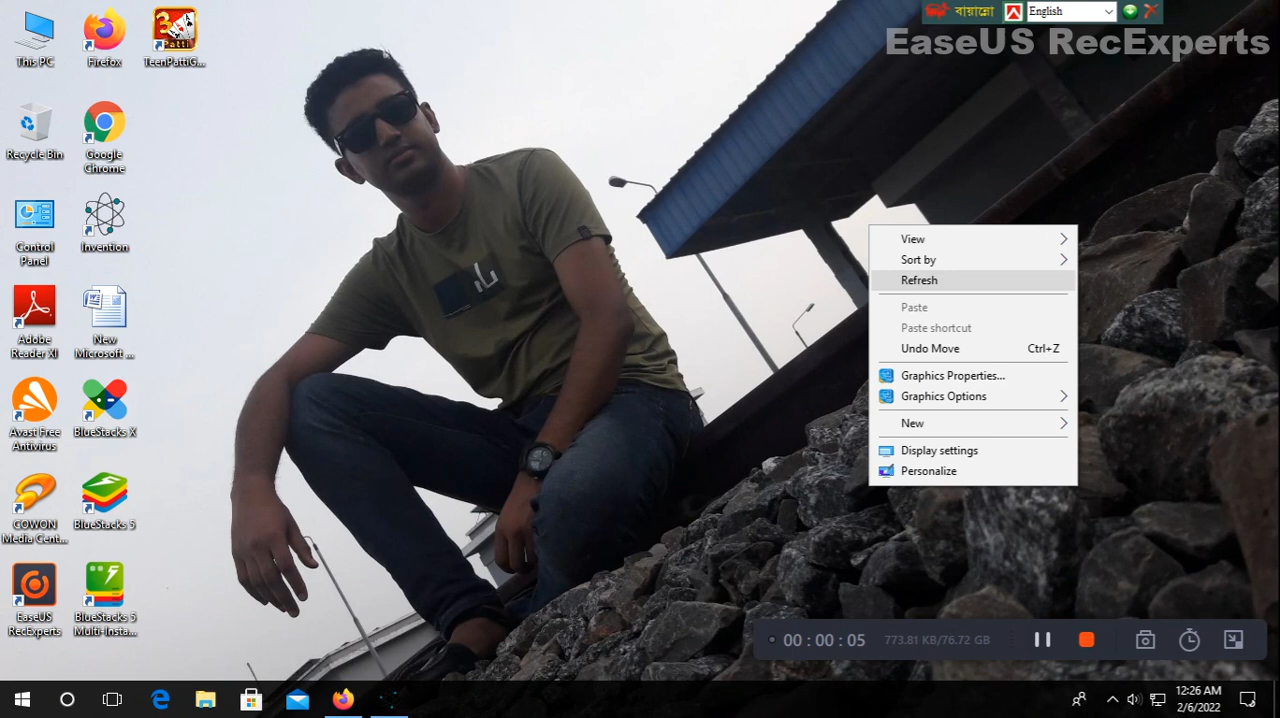 বায়ান্নো
English
EaseUS RecExperts
This PC
Firefox
3 Patti
TeenPattiG...
Recycle Bin
Google
Chrome
Control
Panel
Invention
Adobe
Reader XI
New
Microsoft ...
Avast Free
Antivirus
BlueStacks X
COWON
Media Cent...
BlueStacks 5
EaseUS
RecExperts
BlueStacks 5
Multi-Insta...
View
Sort by
Refresh
Paste
Paste shortcut
Undo Move Ctrl+Z
Graphics Properties...
Graphics Options
New
Display settings
Personalize
00 : 00 : 05 773.81 KB/76.72 GB
12:26 AM
2/6/2022